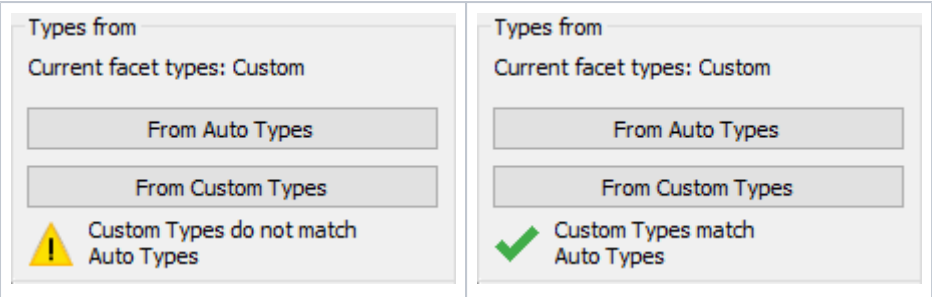 Types from
Current facet types: Custom
From Auto Types
From Custom Types
Custom Types do not match
Auto Types
Types from
Current facet types: Custom
From Auto Types
From Custom Types
Custom Types match
Auto Types